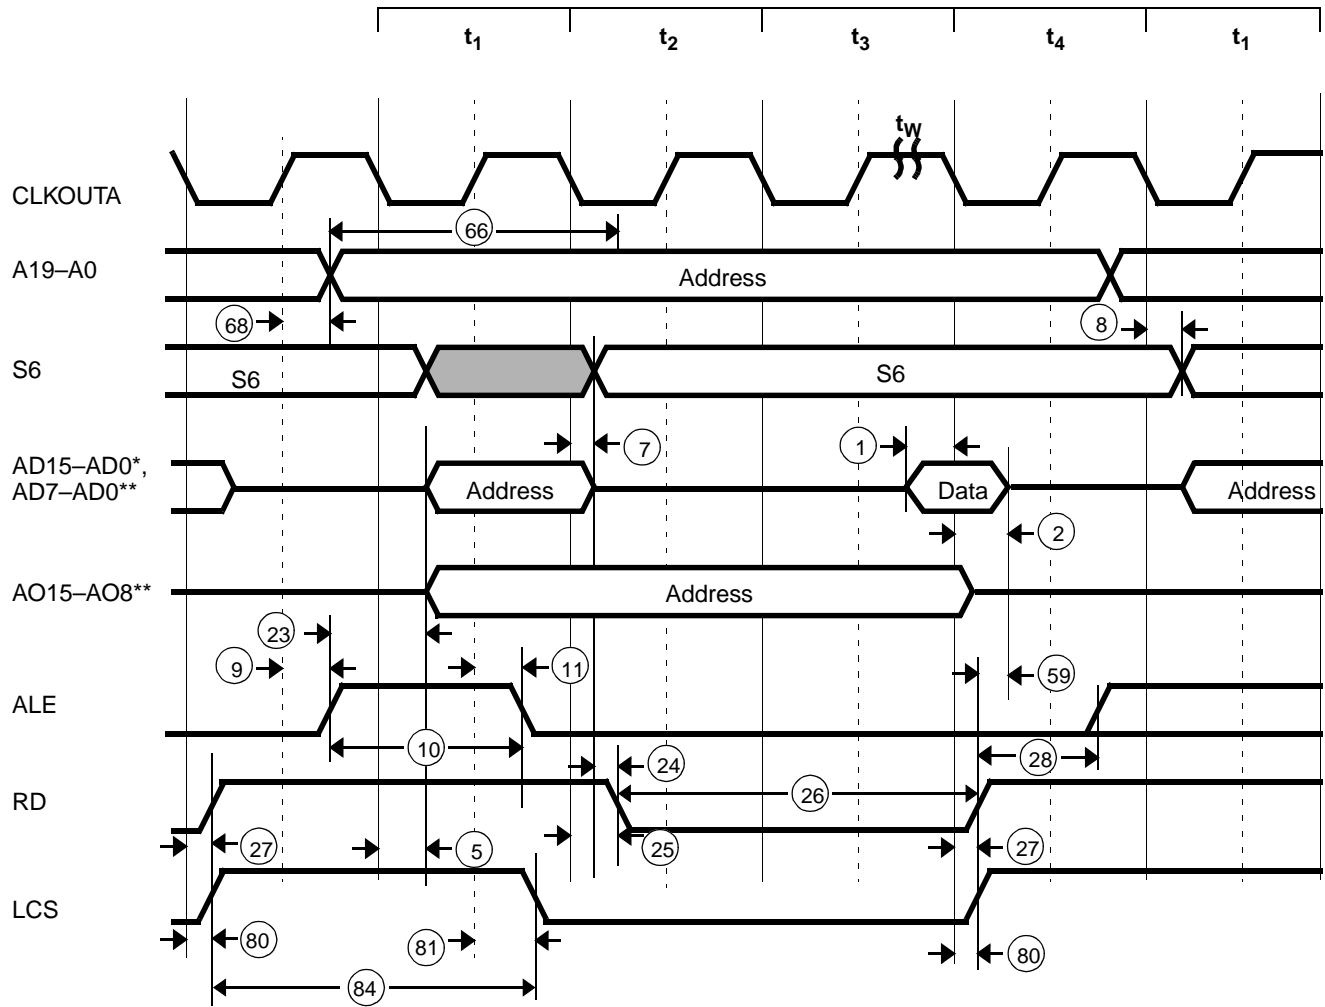 t1 t2 t3 t4 t1
tW
CLKOUTA
66
A19–A0 Address
68 8
S6 S6 S6
7 1
AD15–AD0*,
AD7–AD0** Address Data Address
2
AO15–AO8** Address
23
9 11 59
ALE
10 28
24
RD 26
27 5 25 27
LCS
80 81 80
84